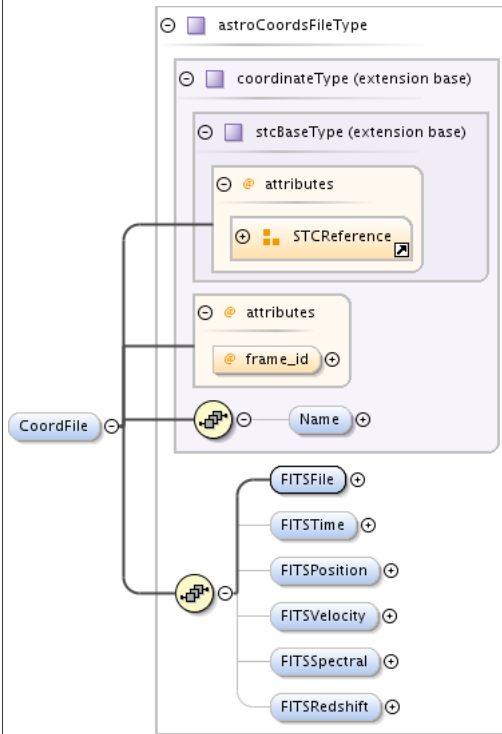 astroCoordsFileType
coordinateType (extension base)
stcBaseType (extension base)
@ attributes
STCReference
@ attributes
@ frame_id
CoordFile
Name
FITSFile
FITSTime
FITSPosition
FITSVelocity
FITSSpectral
FITSRedshift